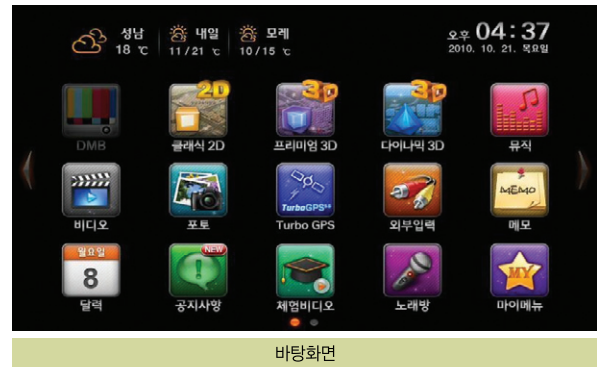 성남 내일 모레
18 ℃ 11/21 ℃ 10/15 ℃
오후 04:37
2010. 10. 21. 목요일
2D 3D 3D
DMB 클래식 2D 프리미엄 3D 다이나믹 3D 뮤직
TurboGPS MEMO
비디오 포토 Turbo GPS 외부입력 메모
월요일 NEW
8 MY
달력 공지사항 체험비디오 노래방 마이메뉴
바탕화면